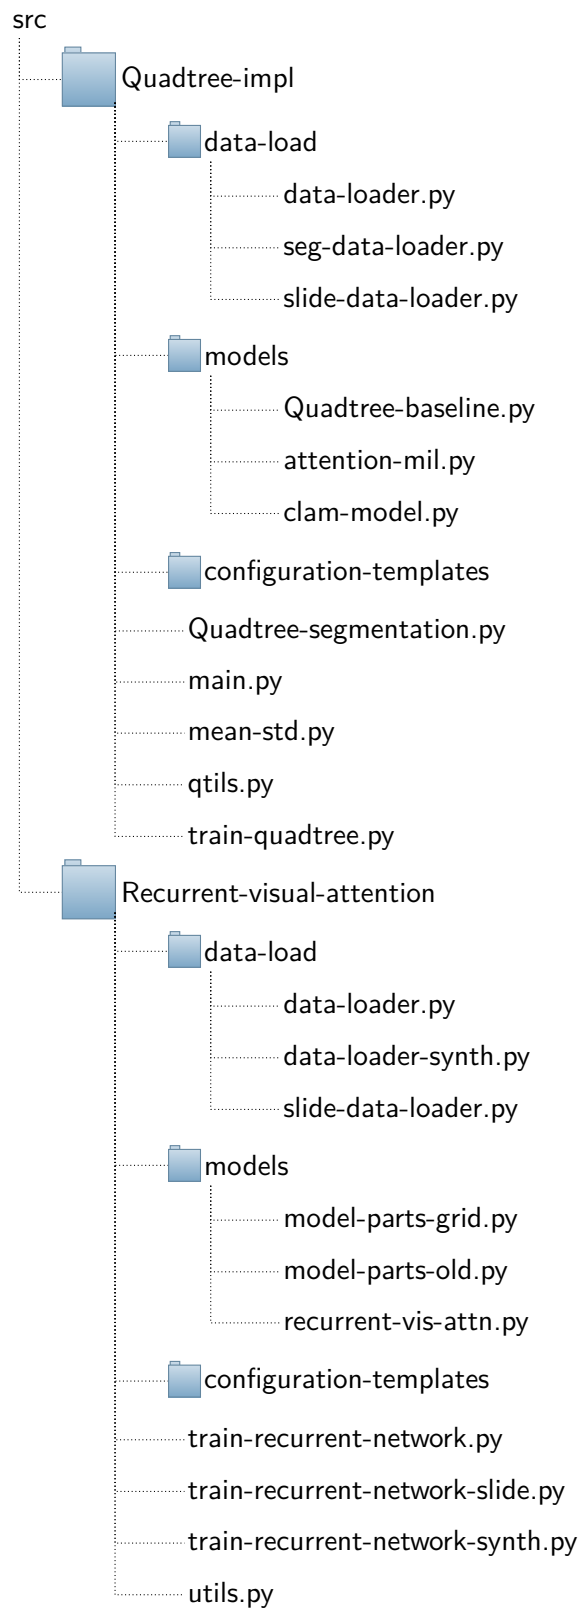 src
Quadtree-impl
data-load
data-loader.py
seg-data-loader.py
slide-data-loader.py
models
Quadtree-baseline.py
attention-mil.py
clam-model.py
configuration-templates
Quadtree-segmentation.py
main.py
mean-std.py
qtils.py
train-quadtree.py
Recurrent-visual-attention
data-load
data-loader.py
data-loader-synth.py
slide-data-loader.py
models
model-parts-grid.py
model-parts-old.py
recurrent-vis-attn.py
configuration-templates
train-recurrent-network.py
train-recurrent-network-slide.py
train-recurrent-network-synth.py
utils.py